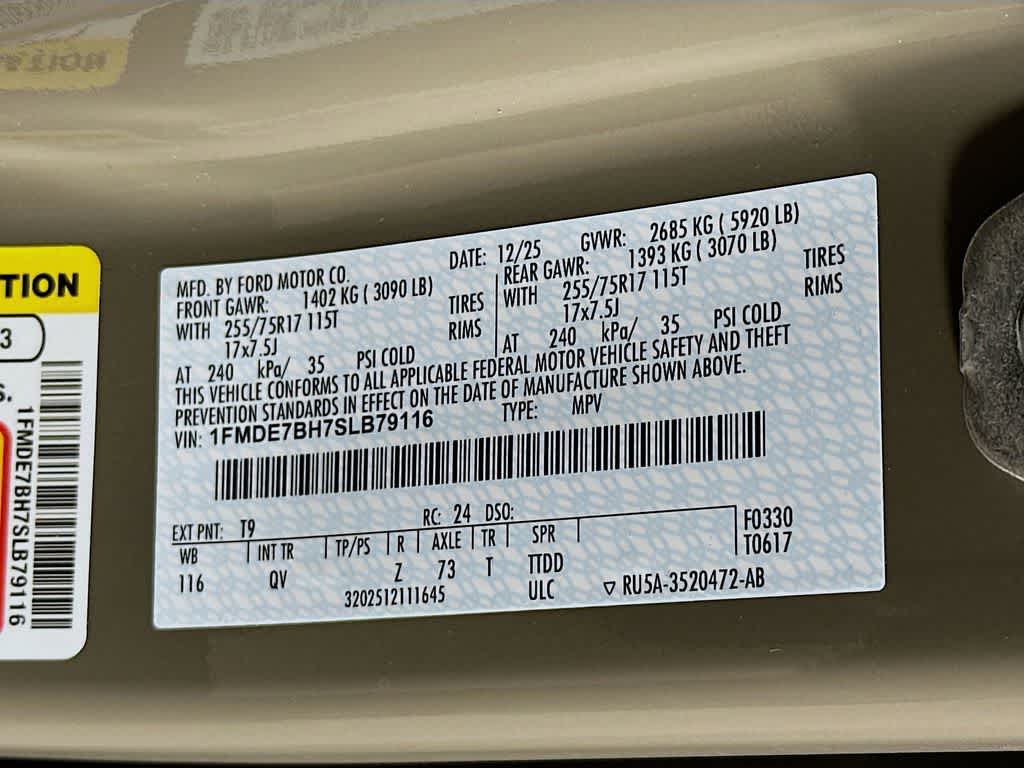 TION
3
1FMDE7BH7SLB79116
MFD. BY FORD MOTOR CO.
DATE: 12/25
GVWR: 2685 KG ( 5920 LB)
FRONT GAWR: 1402 KG ( 3090 LB)
REAR GAWR: 1393 KG ( 3070 LB)
WITH 255/75R17 115T TIRES
WITH 255/75R17 115T TIRES
17x7.5J RIMS
17x7.5J RIMS
AT 240 kPa/ 35 PSI COLD
AT 240 kPa/ 35 PSI COLD
THIS VEHICLE CONFORMS TO ALL APPLICABLE FEDERAL MOTOR VEHICLE SAFETY AND THEFT
PREVENTION STANDARDS IN EFFECT ON THE DATE OF MANUFACTURE SHOWN ABOVE.
VIN: 1FMDE7BH7SLB79116
TYPE: MPV
EXT PNT: T9 RC: 24 DSO:
WB INT TR TP/PS R AXLE TR SPR
116 QV Z 73 T TTDD
3202512111645 ULC
F0330
T0617
▽ RU5A-3520472-AB